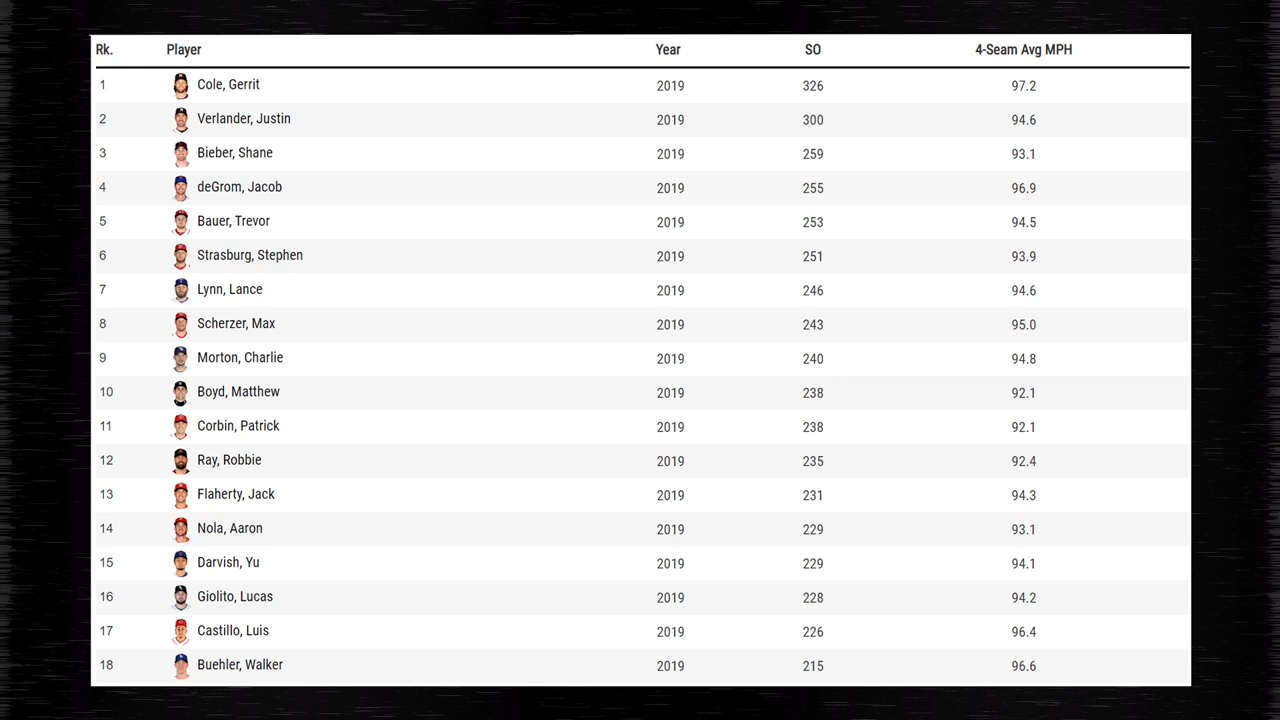 Rk. Player Year SO 4-Seam Avg MPH
1 Cole, Gerrit 2019 326 97.2
2 Verlander, Justin 2019 300 94.6
3 Bieber, Shane 2019 259 93.1
4 deGrom, Jacob 2019 255 96.9
5 Bauer, Trevor 2019 253 94.5
6 Strasburg, Stephen 2019 251 93.9
7 Lynn, Lance 2019 246 94.6
8 Scherzer, Max 2019 243 95.0
9 Morton, Charlie 2019 240 94.8
10 Boyd, Matthew 2019 238 92.1
11 Corbin, Patrick 2019 238 92.1
12 Ray, Robbie 2019 235 92.4
13 Flaherty, Jack 2019 231 94.3
14 Nola, Aaron 2019 229 93.1
15 Darvish, Yu 2019 229 94.1
16 Giolito, Lucas 2019 228 94.2
17 Castillo, Luis 2019 226 96.4
18 Buehler, Walker 2019 215 96.6